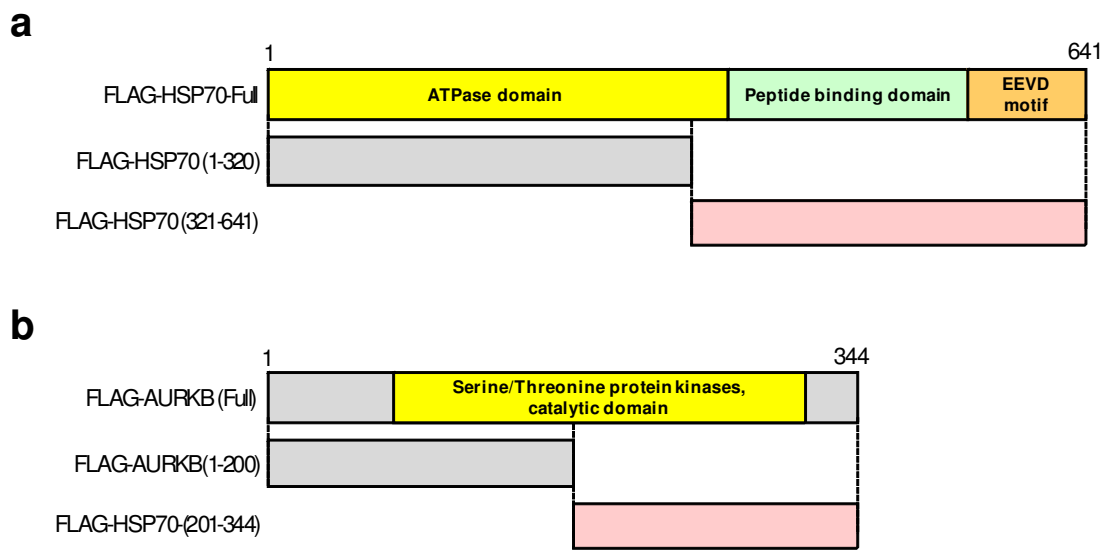 a
1
641
FLAG-HSP70-Full
ATPase domain
Peptide binding domain
EEVD
motif
FLAG-HSP70 (1-320)
FLAG-HSP70 (321-641)
b
1
344
FLAG-AURKB (Full)
Serine/Threonine protein kinases,
catalytic domain
FLAG-AURKB(1-200)
FLAG-HSP70-(201-344)